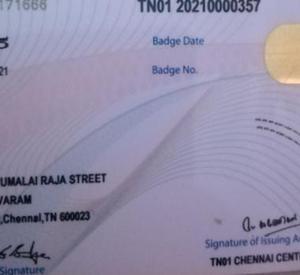 171666 TN01 20210000357
Badge Date
21 Badge No.
UMALAI RAJA STREET
VARAM
,Chennai,TN 600023
Signature of Issuing A
Signature TN01 CHENNAI CENT